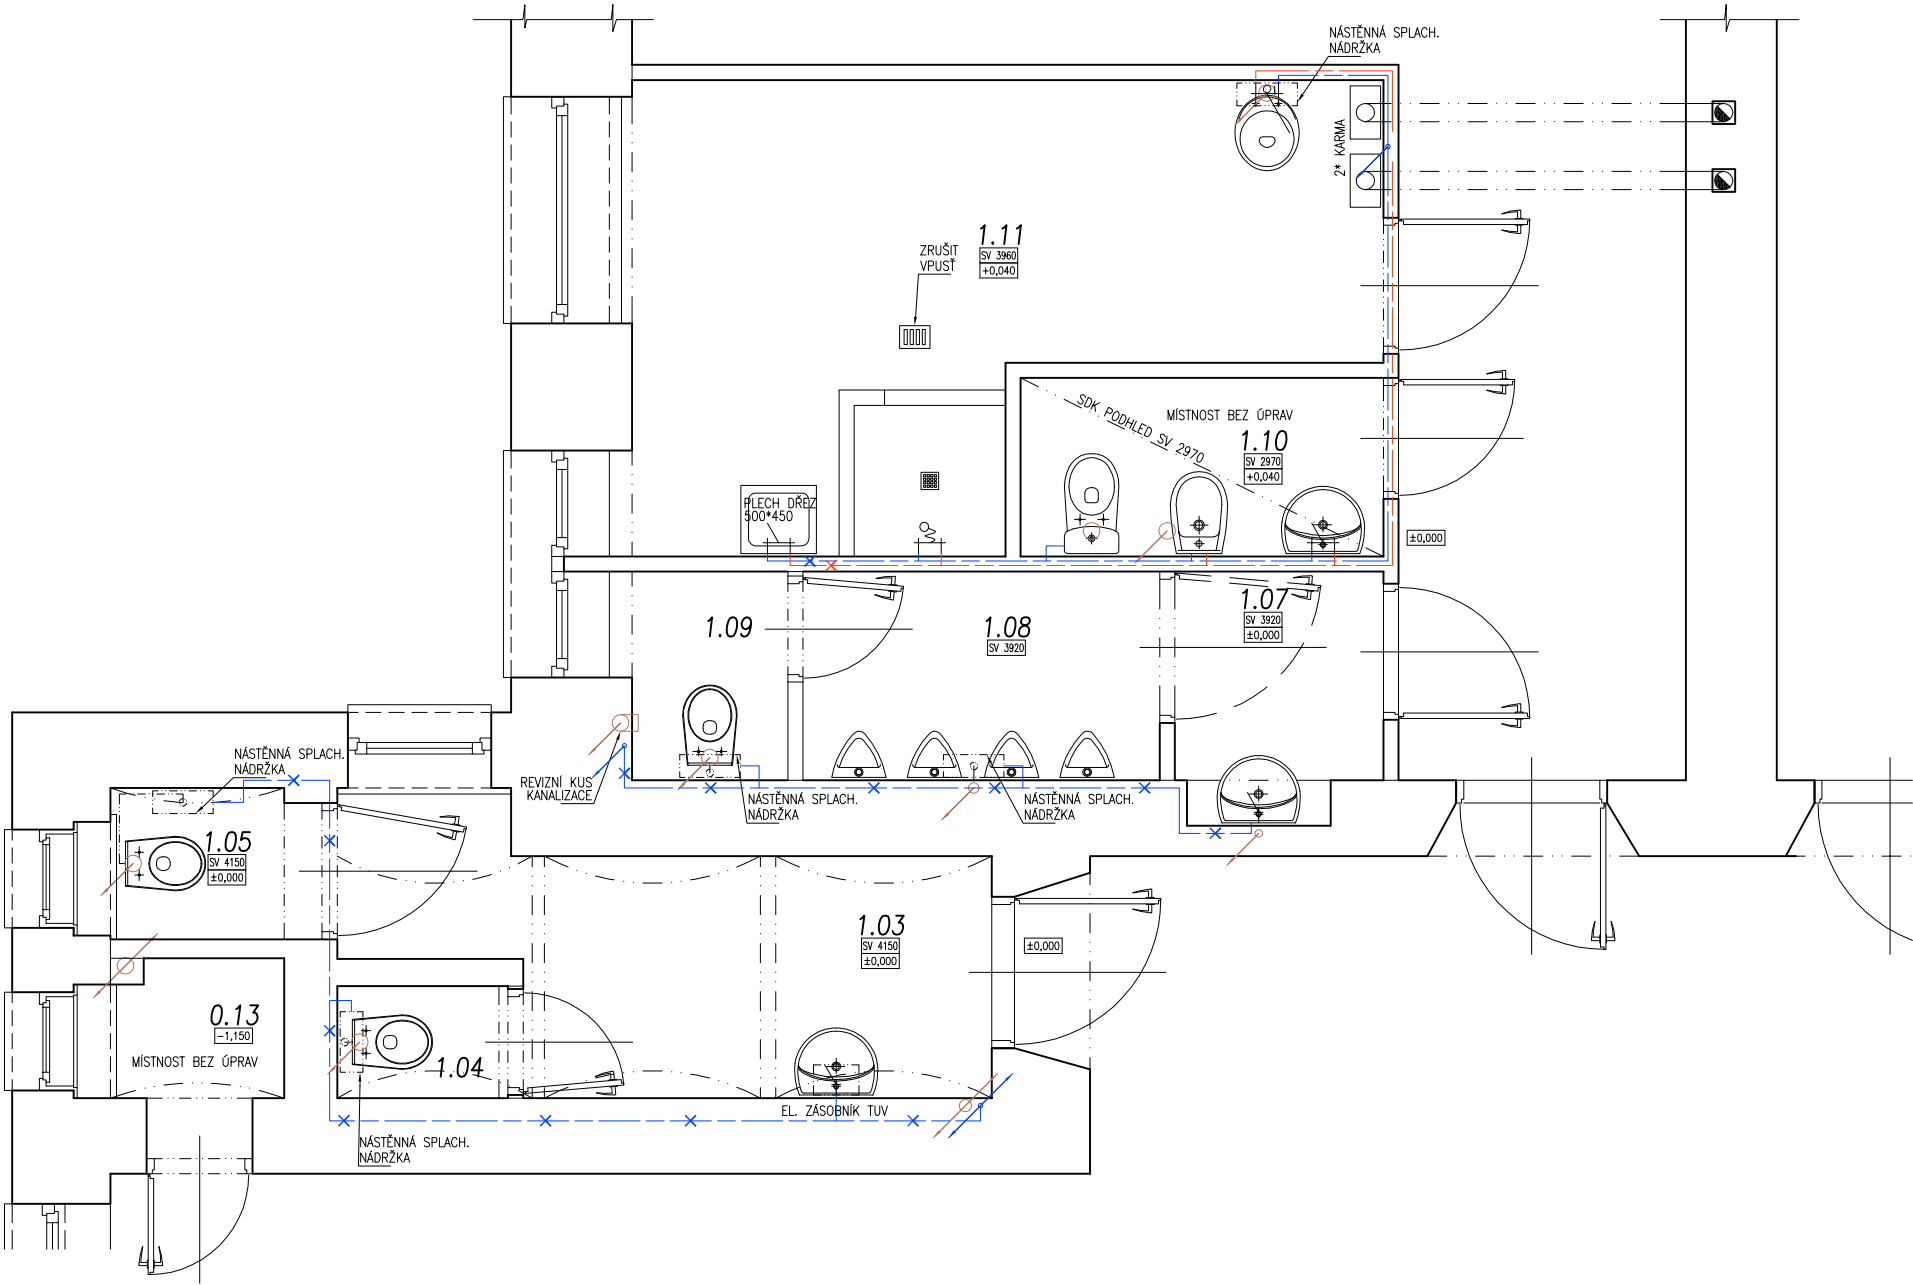 NÁSTĚNNÁ SPLACH.
NÁDRŽKA
2* KARMA
1.11
SV 3960
+0,040
ZRUŠIT
VPUSŤ
SDK PODHLED SV 2970
MÍSTNOST BEZ ÚPRAV
1.10
SV 2970
+0,040
PLECH DŘEZ
500*450
±0,000
1.09
1.08
SV 3920
1.07
SV 3920
±0,000
NÁSTĚNNÁ SPLACH.
NÁDRŽKA
REVIZNÍ KUS
KANALIZACE
NÁSTĚNNÁ SPLACH.
NÁDRŽKA
NÁSTĚNNÁ SPLACH.
NÁDRŽKA
1.05
SV 4150
±0,000
1.03
SV 4150
±0,000
±0,000
0.13
-1,150
MÍSTNOST BEZ ÚPRAV
1.04
EL. ZÁSOBNÍK TUV
NÁSTĚNNÁ SPLACH.
NÁDRŽKA